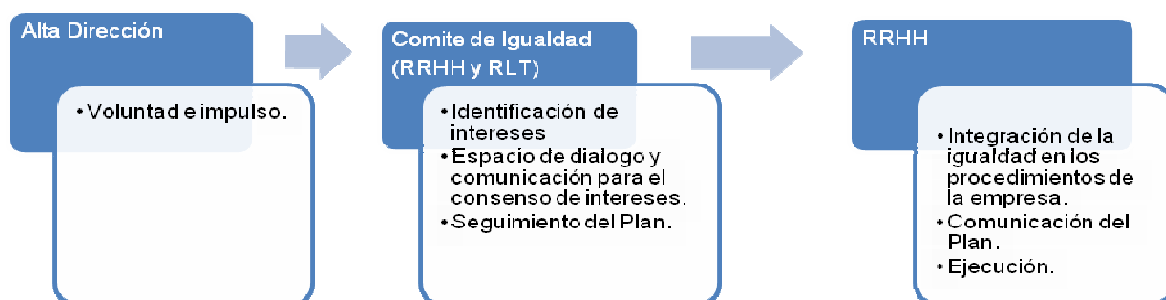 Alta Dirección
•Voluntad e impulso.
Comite de Igualdad
(RRHH y RLT)
•Identificación de
intereses
•Espacio de dialogo y
comunicación para el
consenso de intereses.
•Seguimiento del Plan.
RRHH
•Integración de la
igualdad en los
procedimientos de
la empresa.
•Comunicación del
Plan.
•Ejecución.